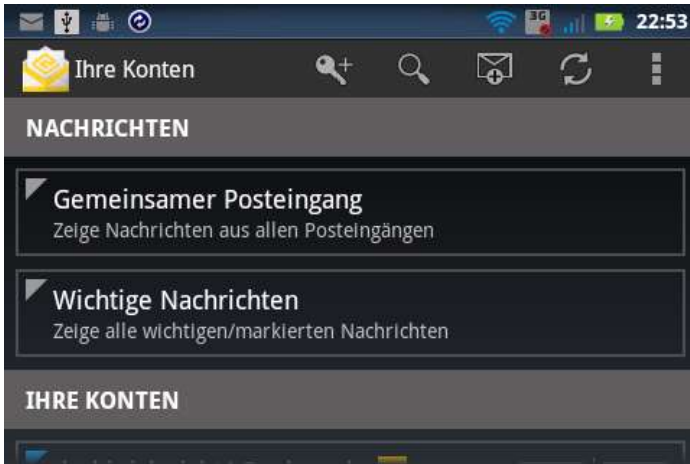 3G
22:53
Ihre Konten
NACHRICHTEN
Gemeinsamer Posteingang
Zeige Nachrichten aus allen Posteingängen
Wichtige Nachrichten
Zeige alle wichtigen/markierten Nachrichten
IHRE KONTEN